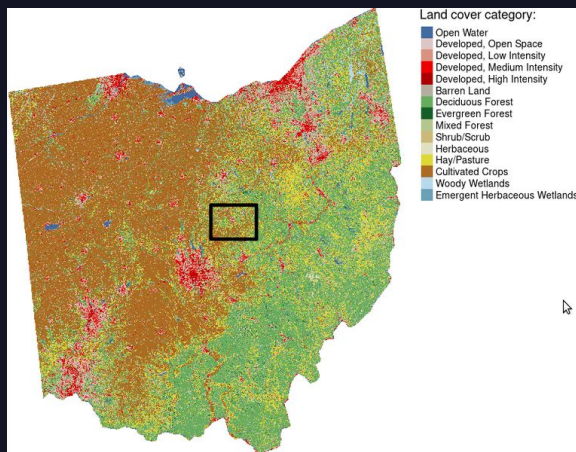 Land cover category:
Open Water
Developed, Open Space
Developed, Low Intensity
Developed, Medium Intensity
Developed, High Intensity
Barren Land
Deciduous Forest
Evergreen Forest
Mixed Forest
Shrub/Scrub
Herbaceous
Hay/Pasture
Cultivated Crops
Woody Wetlands
Emergent Herbaceous Wetlands